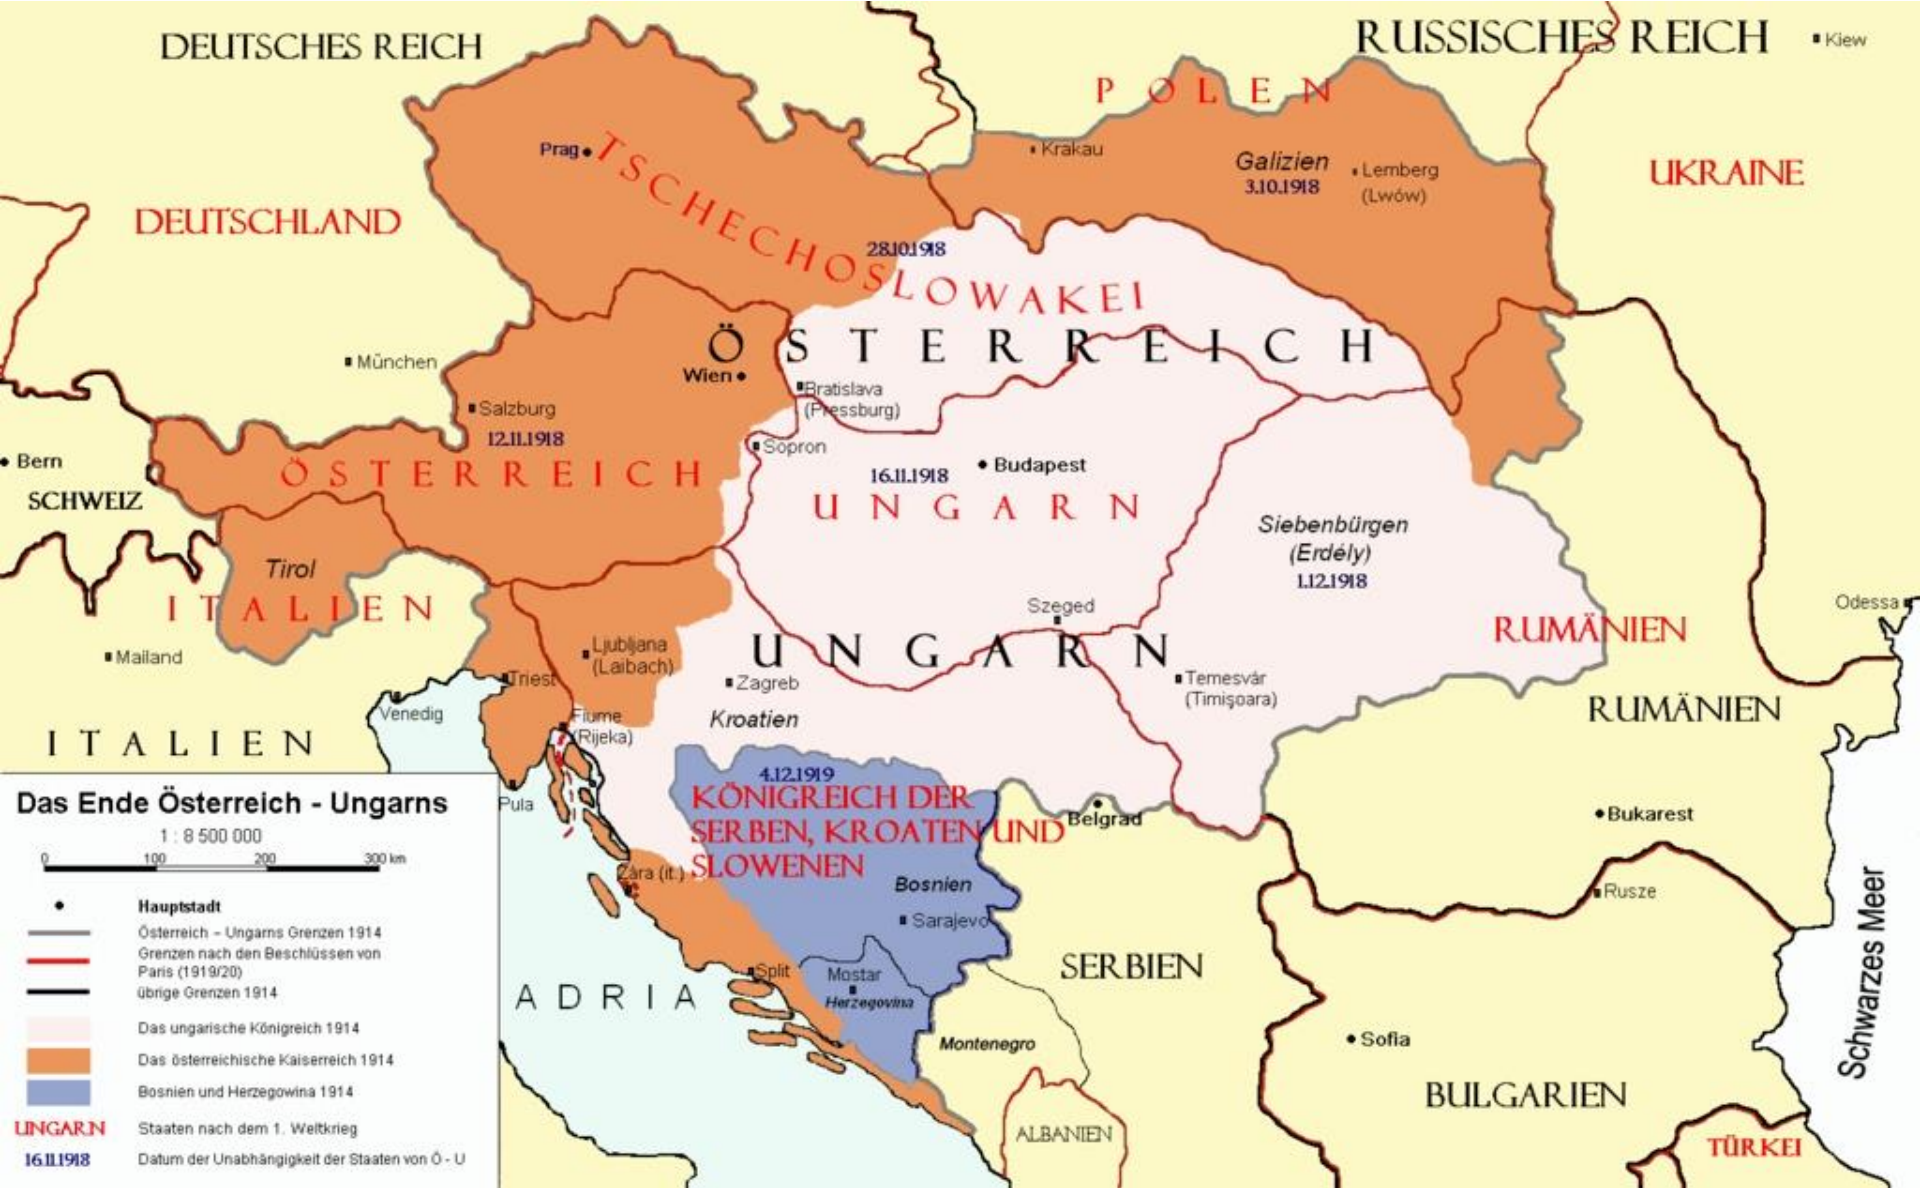 DEUTSCHES REICH
RUSSISCHES REICH
Kiew
POLEN
Prag
Krakau
Galizien
3.10.1918
Lemberg
(Lwów)
UKRAINE
DEUTSCHLAND
TSCHECHOSLOWAKEI
28.10.1918
ÖSTERREICH
München
Wien
Bratislava
(Pressburg)
Salzburg
12.11.1918
Sopron
Bern
ÖSTERREICH
16.11.1918
Budapest
SCHWEIZ
UNGARN
Siebenbürgen
(Erdély)
1.12.1918
Tirol
ITALIEN
Szeged
Odessa
RUMÄNIEN
Mailand
Ljubljana
(Laibach)
UNGARN
Triest
Zagreb
Temesvár
(Timişoara)
Venedig
Fiume
(Rijeka)
Kroatien
RUMÄNIEN
ITALIEN
4.12.1919
KÖNIGREICH DER
SERBEN, KROATEN UND
SLOWENEN
Pula
Belgrad
Bukarest
Zára (it.)
Bosnien
Sarajevo
Rusze
Split
Mostar
Herzegovina
SERBIEN
ADRIA
Montenegro
Sofia
Schwarzes Meer
BULGARIEN
ALBANIEN
TÜRKEI
Das Ende Österreich - Ungarns
1 : 8 500 000
0 100 200 300 km
Hauptstadt
Österreich - Ungarns Grenzen 1914
Grenzen nach den Beschlüssen von
Paris (1919/20)
übrige Grenzen 1914
Das ungarische Königreich 1914
Das österreichische Kaiserreich 1914
Bosnien und Herzegowina 1914
UNGARN Staaten nach dem 1. Weltkrieg
16.11.1918 Datum der Unabhängigkeit der Staaten von Ö - U